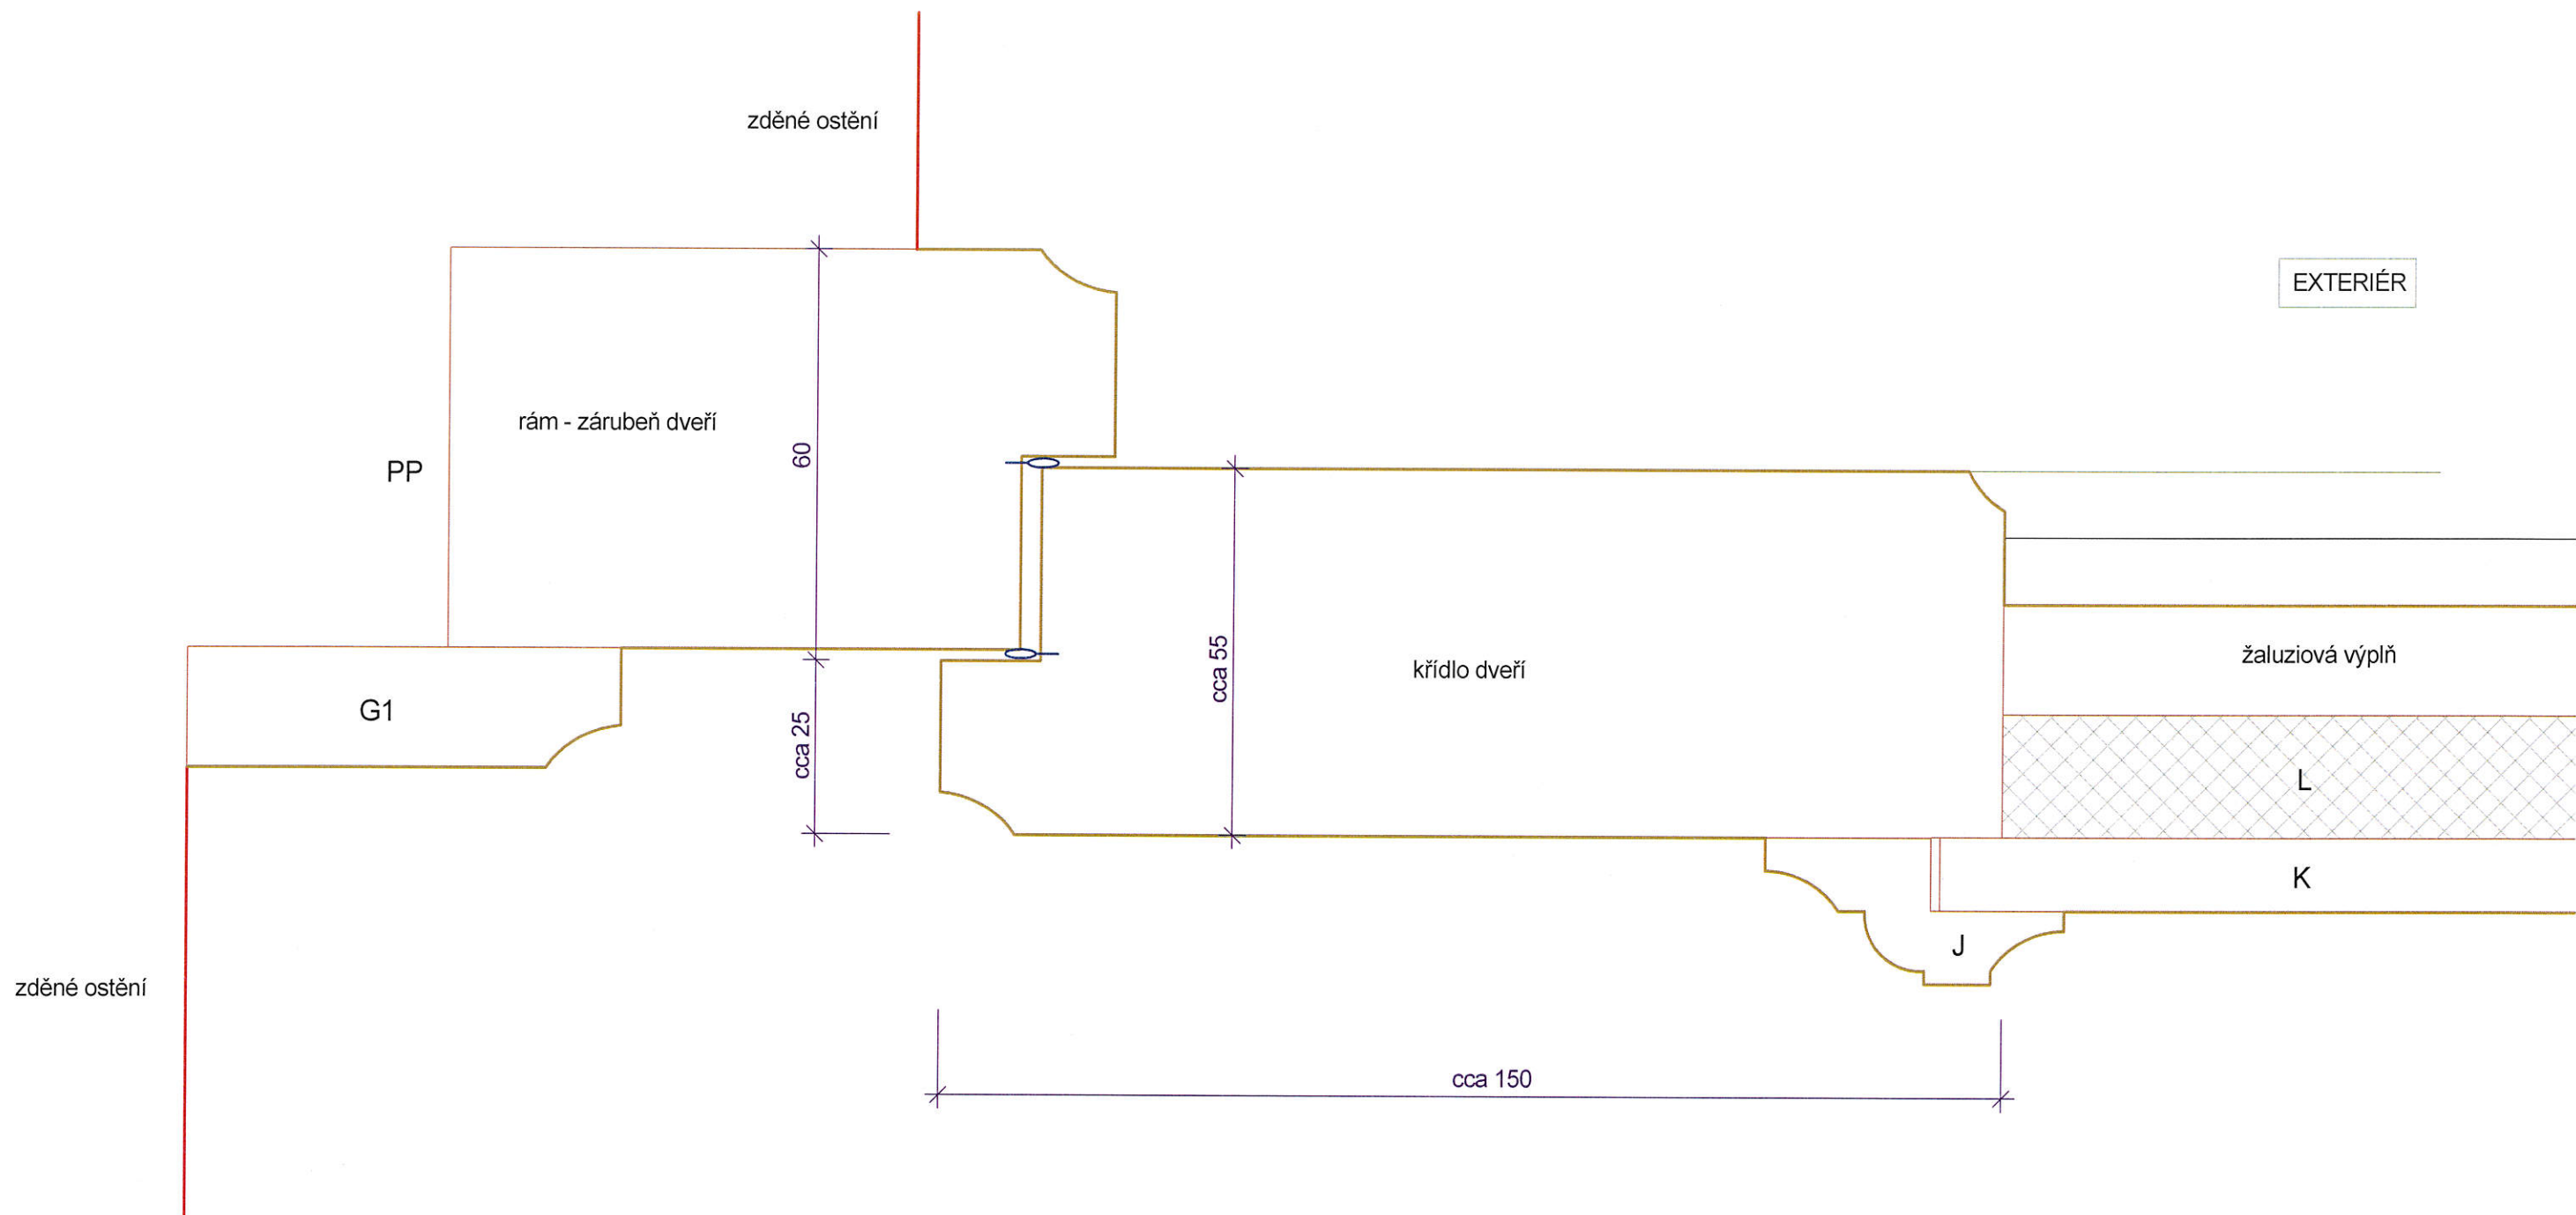 zděné ostění
EXTERIÉR
rám - zárubeň dveří
60
PP
žaluziová výplň
cca 55
křídlo dveří
G1
cca 25
L
K
J
zděné ostění
cca 150